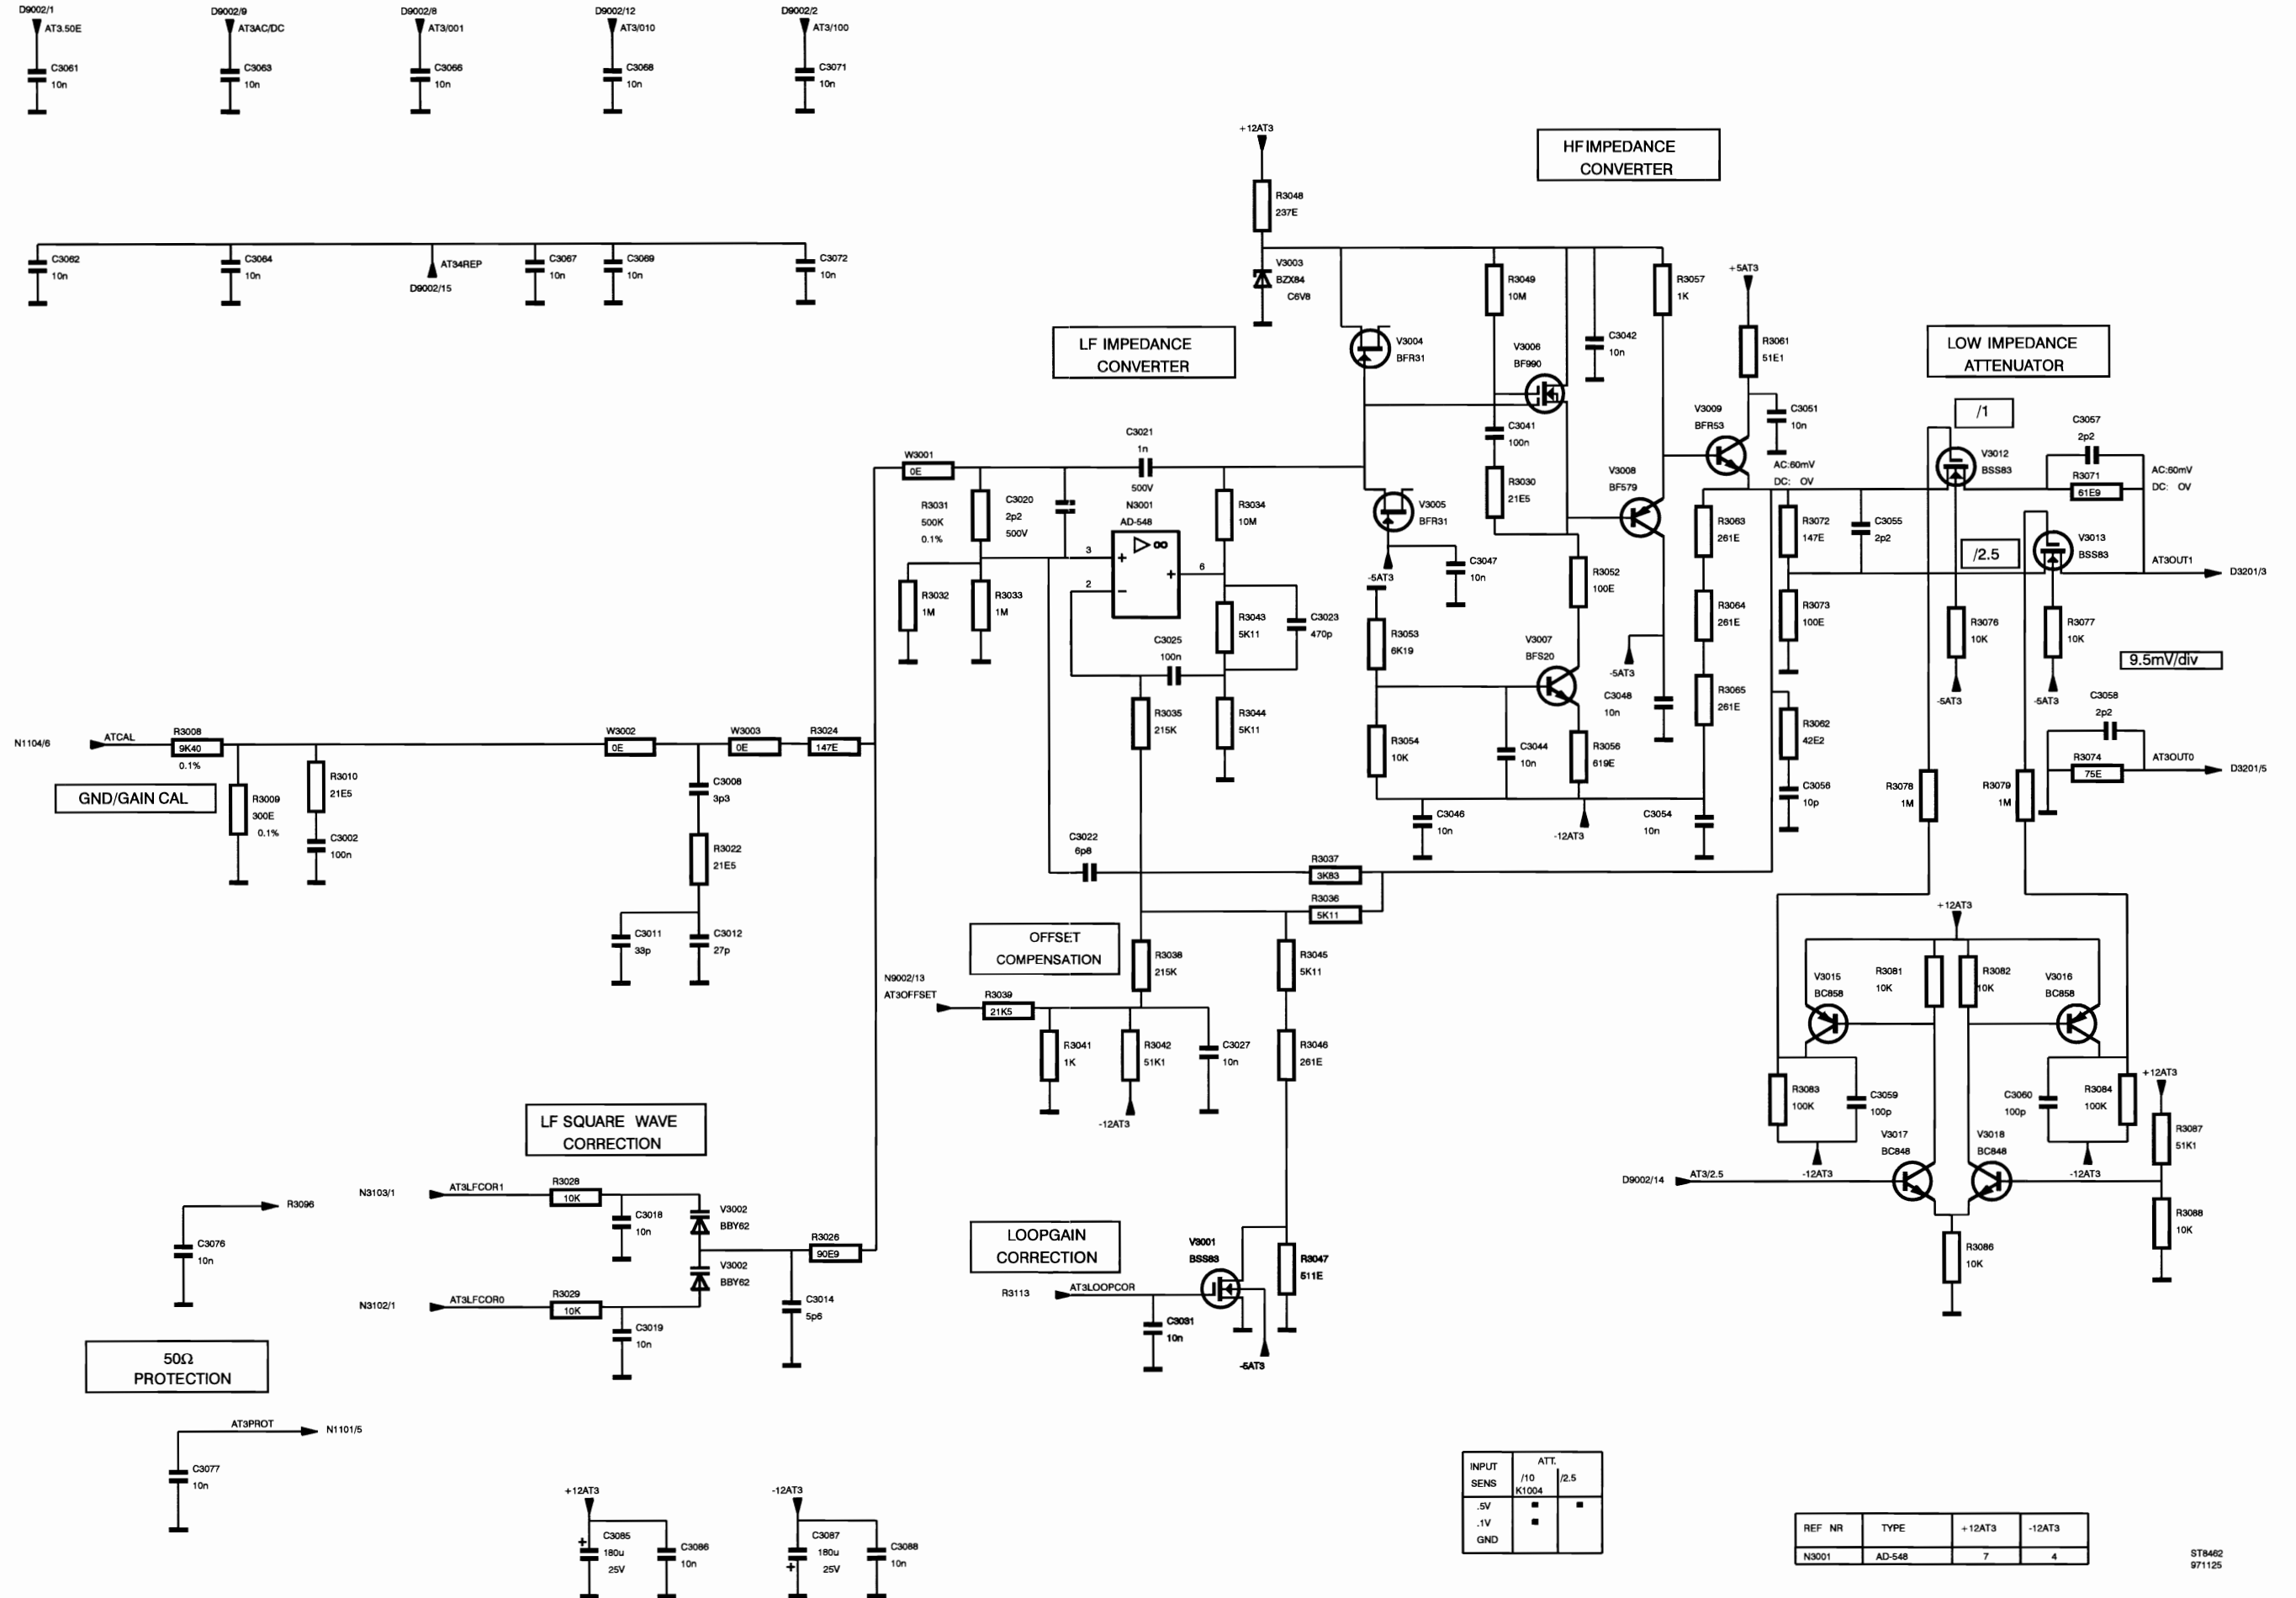 D9002/1
AT3.50E
C3061
10n
D9002/9
AT3AC/DC
C3063
10n
D9002/8
AT3/001
C3066
10n
D9002/12
AT3/010
C3068
10n
D9002/2
AT3/100
C3071
10n
C3062
10n
C3064
10n
AT34REP
D9002/15
C3067
10n
C3069
10n
C3072
10n
+12AT3
R3048
237E
V3003
BZX84
C6V8
HF IMPEDANCE
CONVERTER
LF IMPEDANCE
CONVERTER
V3004
BFR31
R3049
10M
V3006
BF990
C3042
10n
R3057
1K
+5AT3
R3061
51E1
C3051
10n
V3009
BFR53
AC:60mV
DC: 0V
LOW IMPEDANCE
ATTENUATOR
/1
V3012
BSS83
C3057
2p2
R3071
61E9
AC:60mV
DC: 0V
/2.5
V3013
BSS83
AT3OUT1
D3201/3
W3001
0E
C3021
1n
500V
R3031
500K
0.1%
C3020
2p2
500V
N3001
AD-548
3
2
6
+
−
+
∞
R3034
10M
V3005
BFR31
-5AT3
C3047
10n
C3041
100n
R3030
21E5
V3008
BF579
R3063
261E
R3072
147E
C3055
2p2
R3032
1M
R3033
1M
R3043
5K11
C3023
470p
C3025
100n
R3035
215K
R3044
5K11
R3053
6K19
R3054
10K
R3052
100E
V3007
BFS20
C3044
10n
R3056
619E
-5AT3
C3048
10n
R3064
261E
R3073
100E
R3065
261E
R3062
42E2
C3056
10p
R3076
10K
-5AT3
R3077
10K
-5AT3
9.5mV/div
C3058
2p2
R3074
75E
AT3OUT0
D3201/5
R3078
1M
R3079
1M
C3046
10n
-12AT3
C3054
10n
N1104/6
ATCAL
R3008
9K40
0.1%
GND/GAIN CAL
R3009
300E
0.1%
R3010
21E5
C3002
100n
W3002
0E
W3003
0E
R3024
147E
C3008
3p3
R3022
21E5
C3011
33p
C3012
27p
C3022
6p8
R3037
3K83
R3036
5K11
OFFSET
COMPENSATION
N9002/13
AT3OFFSET
R3039
21K5
R3038
215K
R3041
1K
R3042
51K1
-12AT3
C3027
10n
R3045
5K11
R3046
261E
+12AT3
V3015
BC858
R3081
10K
R3082
10K
V3016
BC858
R3083
100K
C3059
100p
-12AT3
C3060
100p
R3084
100K
-12AT3
+12AT3
R3087
51K1
R3088
10K
V3017
BC848
V3018
BC848
D9002/14
AT3/2.5
R3086
10K
LF SQUARE WAVE
CORRECTION
N3103/1
AT3LFCOR1
R3028
10K
C3018
10n
V3002
BBY62
V3002
BBY62
R3026
90E9
N3102/1
AT3LFCOR0
R3029
10K
C3019
10n
C3014
5p6
LOOPGAIN
CORRECTION
R3113
AT3LOOPCOR
V3001
BSS83
R3047
511E
C3031
10n
-5AT3
R3096
C3076
10n
50Ω
PROTECTION
AT3PROT
N1101/5
C3077
10n
+12AT3
+
C3085
180u
25V
C3086
10n
-12AT3
+
C3087
180u
25V
C3088
10n
INPUT
SENS
ATT.
/10
K1004
/2.5
.5V
.1V
GND
REF NR TYPE +12AT3 -12AT3
N3001 AD-548 7 4
ST8462
971125